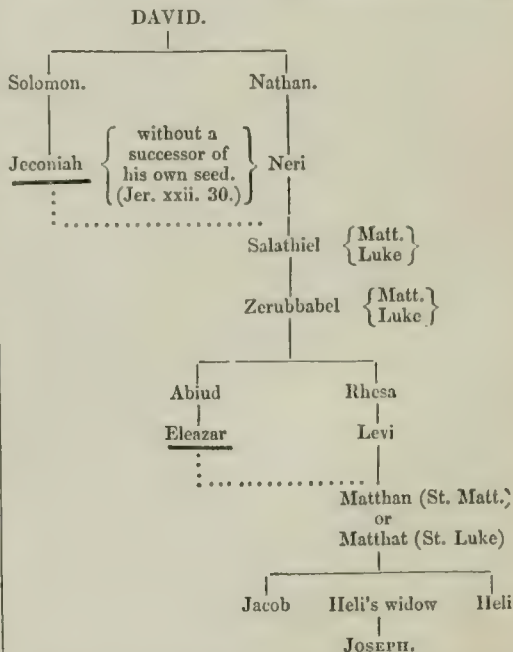 DAVID.
Solomon. Nathan.
without a
successor of
Jeconiah his own seed. Neri
(Jer. xxii. 30.)
Salathiel Matt.
Luke
Zerubbabel Matt.
Luke
Abiud Rhesa
Eleazar Levi
Matthan (St. Matt.)
or
Matthat (St. Luke)
Jacob Heli's widow Heli
JOSEPH.